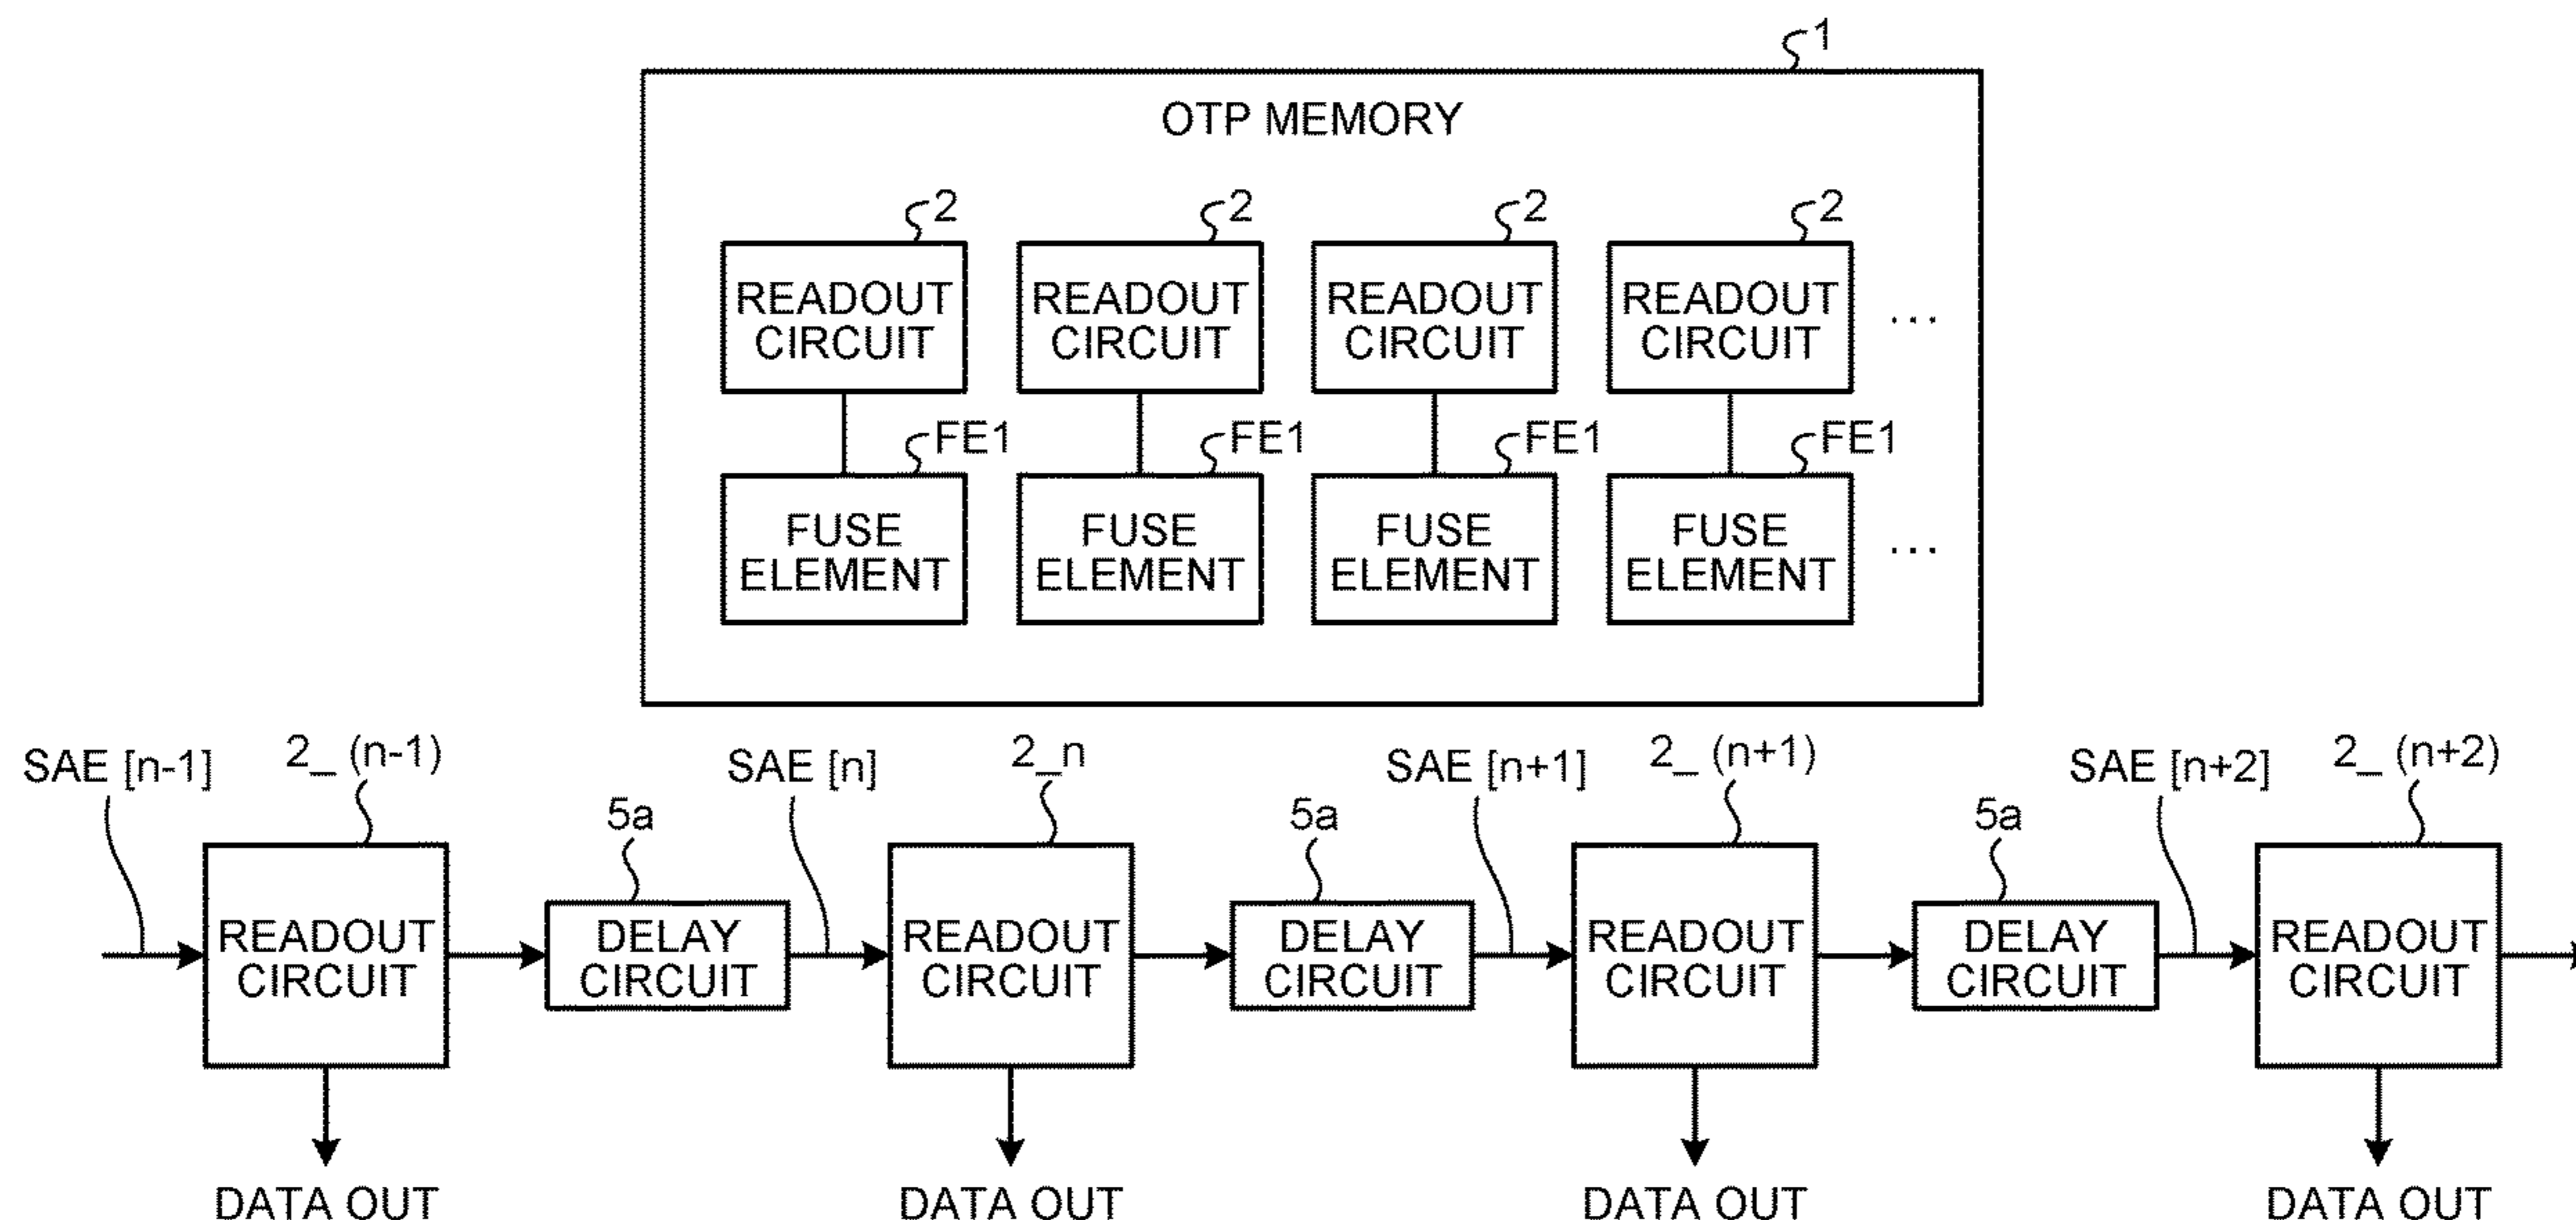 1
OTP MEMORY
2 2 2 2
READOUT CIRCUIT READOUT CIRCUIT READOUT CIRCUIT READOUT CIRCUIT ...
FE1 FE1 FE1 FE1
FUSE ELEMENT FUSE ELEMENT FUSE ELEMENT FUSE ELEMENT ...
SAE [n-1] 2_ (n-1) SAE [n] 2_n SAE [n+1] 2_ (n+1) SAE [n+2] 2_ (n+2)
5a 5a 5a
READOUT CIRCUIT DELAY CIRCUIT READOUT CIRCUIT DELAY CIRCUIT READOUT CIRCUIT DELAY CIRCUIT READOUT CIRCUIT
DATA OUT DATA OUT DATA OUT DATA OUT